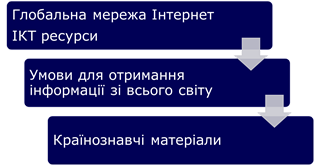 Глобальна мережа Інтернет
ІКТ ресурси
Умови для отримання
інформації зі всього світу
Країнознавчі матеріали